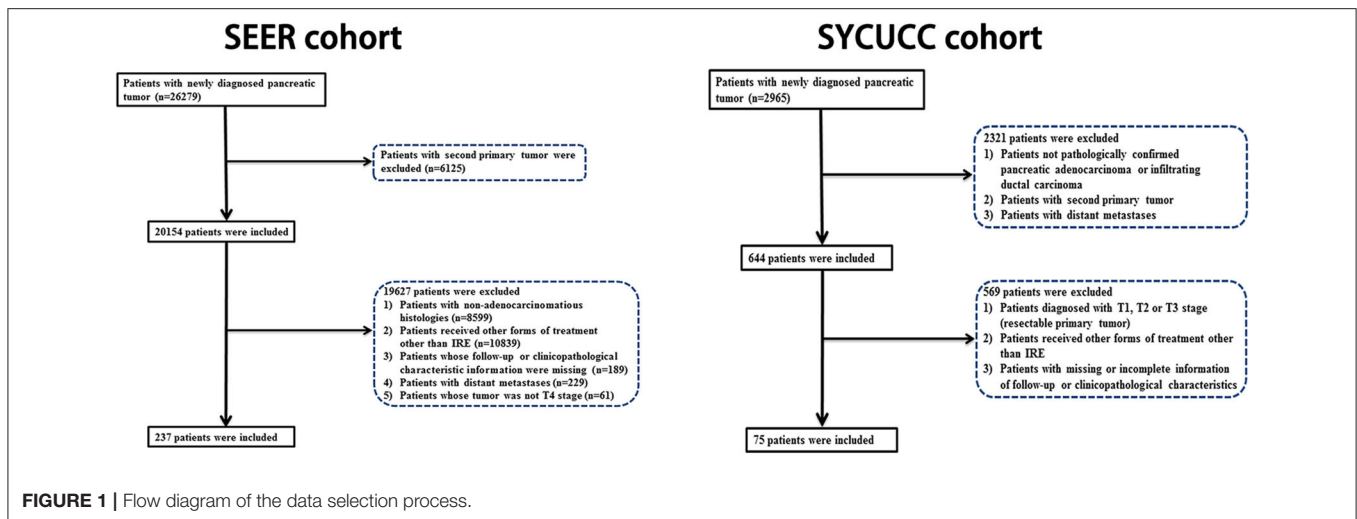 SEER cohort
Patients with newly diagnosed pancreatic
tumor (n=26279)
Patients with second primary tumor were
excluded (n=6125)
20154 patients were included
19627 patients were excluded
1) Patients with non-adenocarcinomatious
histologies (n=8599)
2) Patients received other forms of treatment
other than IRE (n=10839)
3) Patients whose follow-up or clinicopathological
characteristic information were missing (n=189)
4) Patients with distant metastases (n=229)
5) Patients whose tumor was not T4 stage (n=61)
237 patients were included
SYCUCC cohort
Patients with newly diagnosed pancreatic
tumor (n=2965)
2321 patients were excluded
1) Patients not pathologically confirmed
pancreatic adenocarcinoma or infiltrating
ductal carcinoma
2) Patients with second primary tumor
3) Patients with distant metastases
644 patients were included
569 patients were excluded
1) Patients diagnosed with T1, T2 or T3 stage
(resectable primary tumor)
2) Patients received other forms of treatment other
than IRE
3) Patients with missing or incomplete information
of follow-up or clinicopathological characteristics
75 patients were included
FIGURE 1 | Flow diagram of the data selection process.